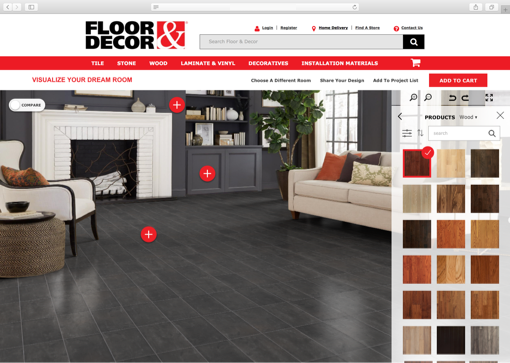 FLOOR & DECOR
Login | Register
Home Delivery | Find A Store
Contact Us
Search Floor & Decor
TILE STONE WOOD LAMINATE & VINYL DECORATIVES INSTALLATION MATERIALS
VISUALIZE YOUR DREAM ROOM
Choose A Different Room Share Your Design Add To Project List ADD TO CART
COMPARE
PRODUCTS Wood
search